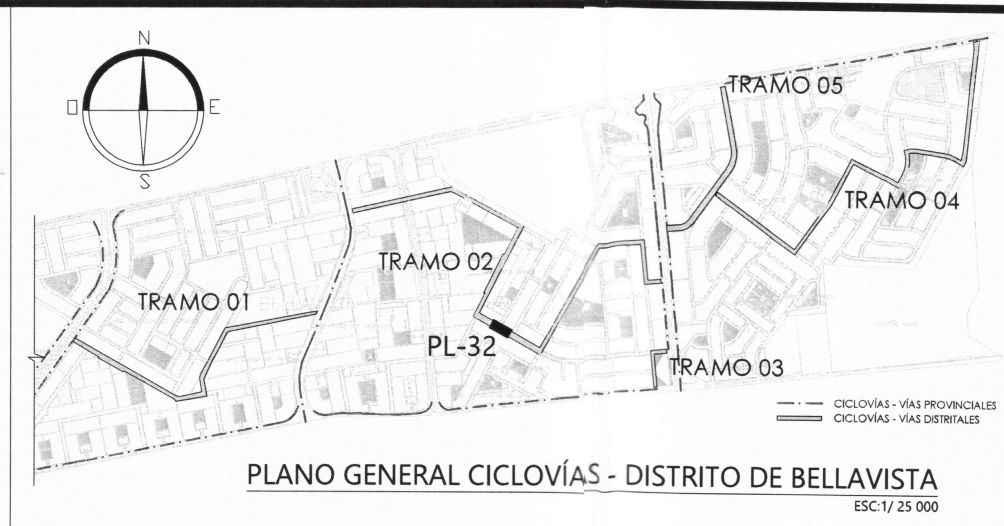 N
O
E
S
TRAMO 05
TRAMO 04
TRAMO 02
TRAMO 01
PL-32
TRAMO 03
CICLOVÍAS - VÍAS PROVINCIALES
CICLOVÍAS - VÍAS DISTRITALES
PLANO GENERAL CICLOVÍAS - DISTRITO DE BELLAVISTA
ESC:1/ 25 000